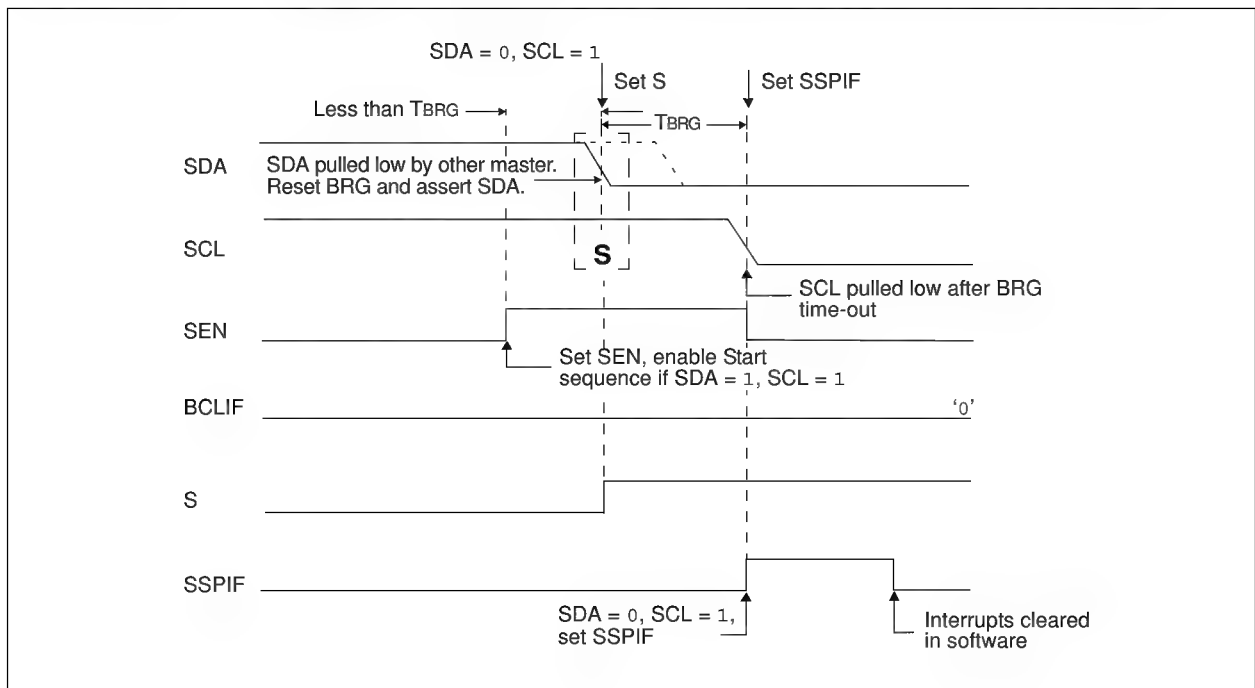 SDA = 0, SCL = 1
Set S
Set SSPIF
Less than TBRG
TBRG
SDA
SDA pulled low by other master.
Reset BRG and assert SDA.
SCL
S
SCL pulled low after BRG
time-out
SEN
Set SEN, enable Start
sequence if SDA = 1, SCL = 1
BCLIF
‘0’
S
SSPIF
SDA = 0, SCL = 1,
set SSPIF
Interrupts cleared
in software